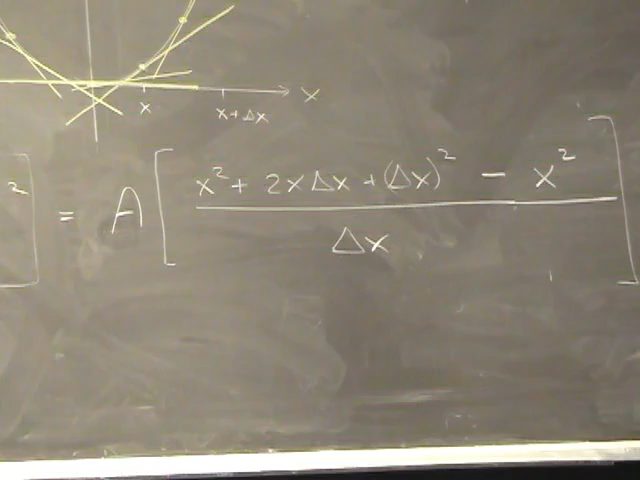 x
x x+Δx
²] = A[ x² + 2xΔx + (Δx)² - x² ]
Δx